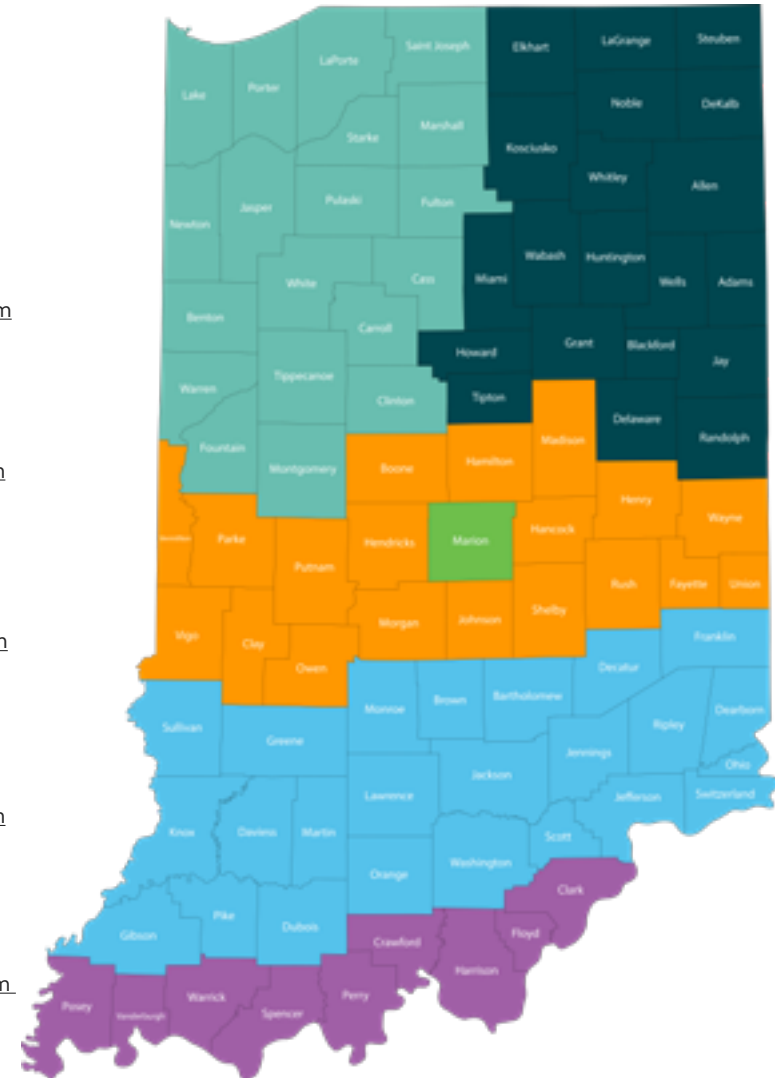 Steuben
LaGrange
Saint Joseph
Elkhart
LaPorte
Porter
Lake
Noble
DeKalb
Marshall
Starke
Kosciusko
Whitley
Allen
Pulaski
Fulton
Jasper
Newton
Wabash
Huntington
White
Cass
Miami
Wells
Adams
m
Benton
Carroll
Howard
Grant
Blackford
Jay
Tippecanoe
Warren
Clinton
Tipton
Delaware
Randolph
Fountain
Montgomery
Boone
Hamilton
Madison
n
Henry
Wayne
Parke
Hendricks
Marion
Hancock
Putnam
Rush
Fayette
Union
Vigo
Clay
Morgan
Johnson
Shelby
n
Owen
Franklin
Decatur
Monroe
Brown
Bartholomew
Dearborn
Sullivan
Greene
Ripley
Jennings
Ohio
Lawrence
Jackson
Jefferson
Switzerland
n
Knox
Daviess
Martin
Scott
Orange
Washington
Clark
Gibson
Pike
Dubois
Crawford
Floyd
Harrison
m
Posey
Vanderburgh
Warrick
Spencer
Perry